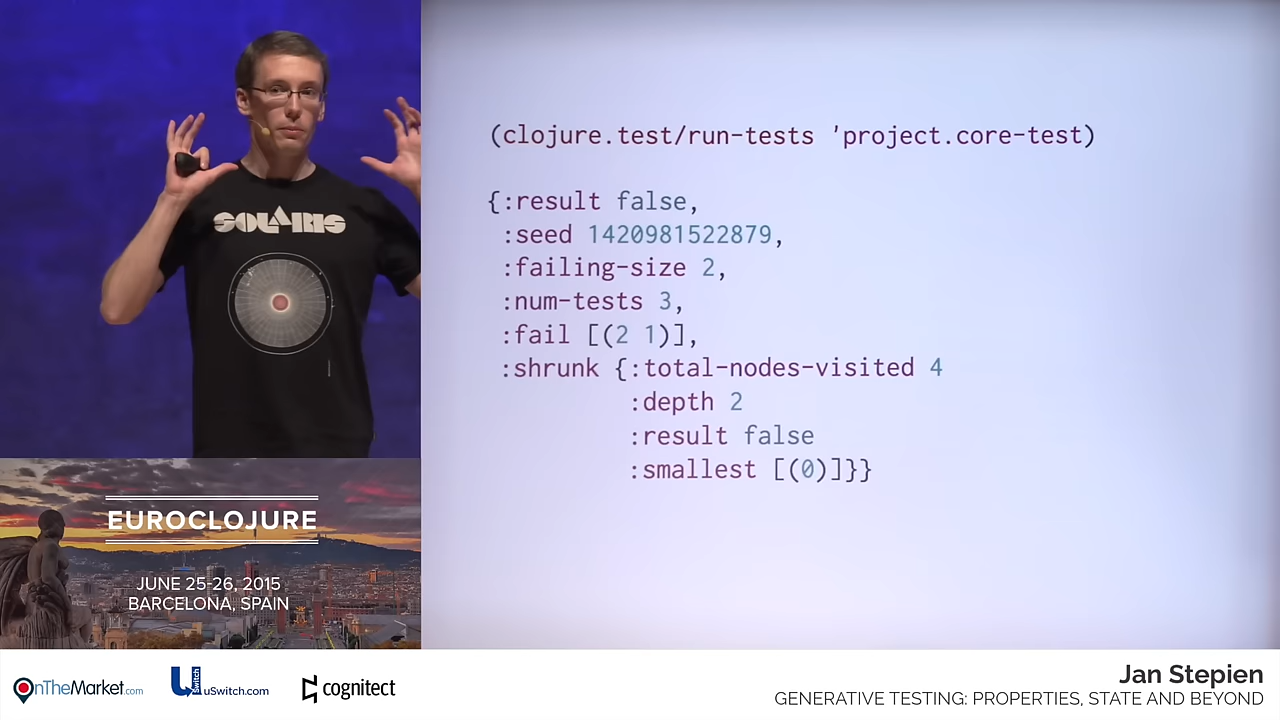 SOLARIS
(clojure.test/run-tests 'project.core-test)
{:result false,
:seed 1420981522879,
:failing-size 2,
:num-tests 3,
:fail [(2 1)],
:shrunk {:total-nodes-visited 4
:depth 2
:result false
:smallest [(0)]}}
EUROCLOJURE
JUNE 25-26, 2015
BARCELONA, SPAIN
OnTheMarket.com
U Switch
uSwitch.com
cognitect
Jan Stepien
GENERATIVE TESTING: PROPERTIES, STATE AND BEYOND